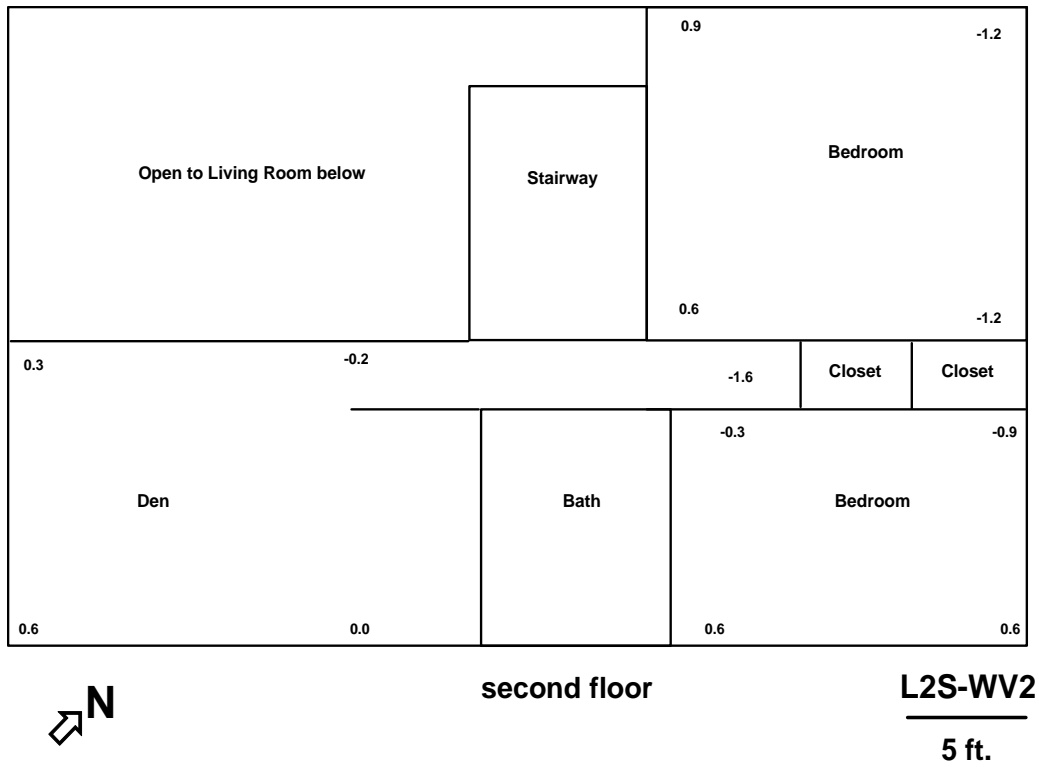 0.9
-1.2
Bedroom
Open to Living Room below
Stairway
0.6
-1.2
0.3
-0.2
-1.6
Closet
Closet
-0.3
-0.9
Den
Bath
Bedroom
0.6
0.0
0.6
0.6
N
second floor
L2S-WV2
5 ft.